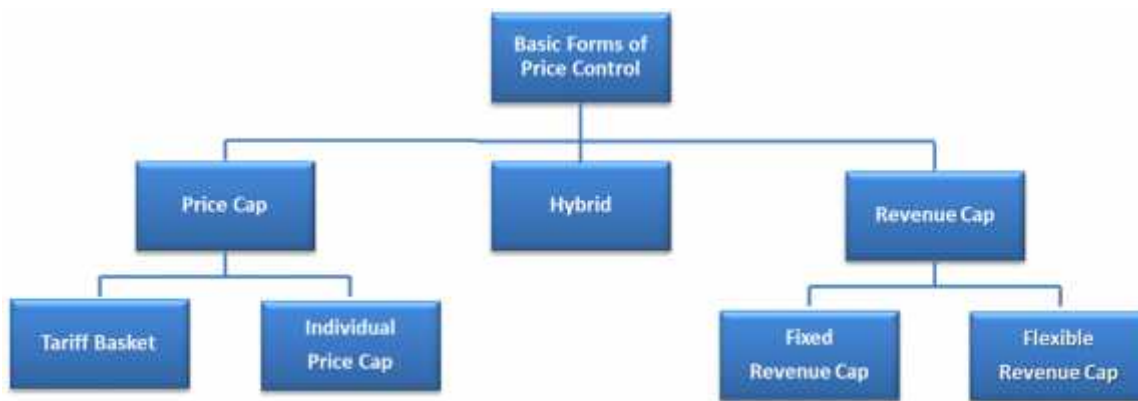 Basic Forms of
Price Control
Price Cap
Hybrid
Revenue Cap
Tariff Basket
Individual
Price Cap
Fixed
Revenue Cap
Flexible
Revenue Cap